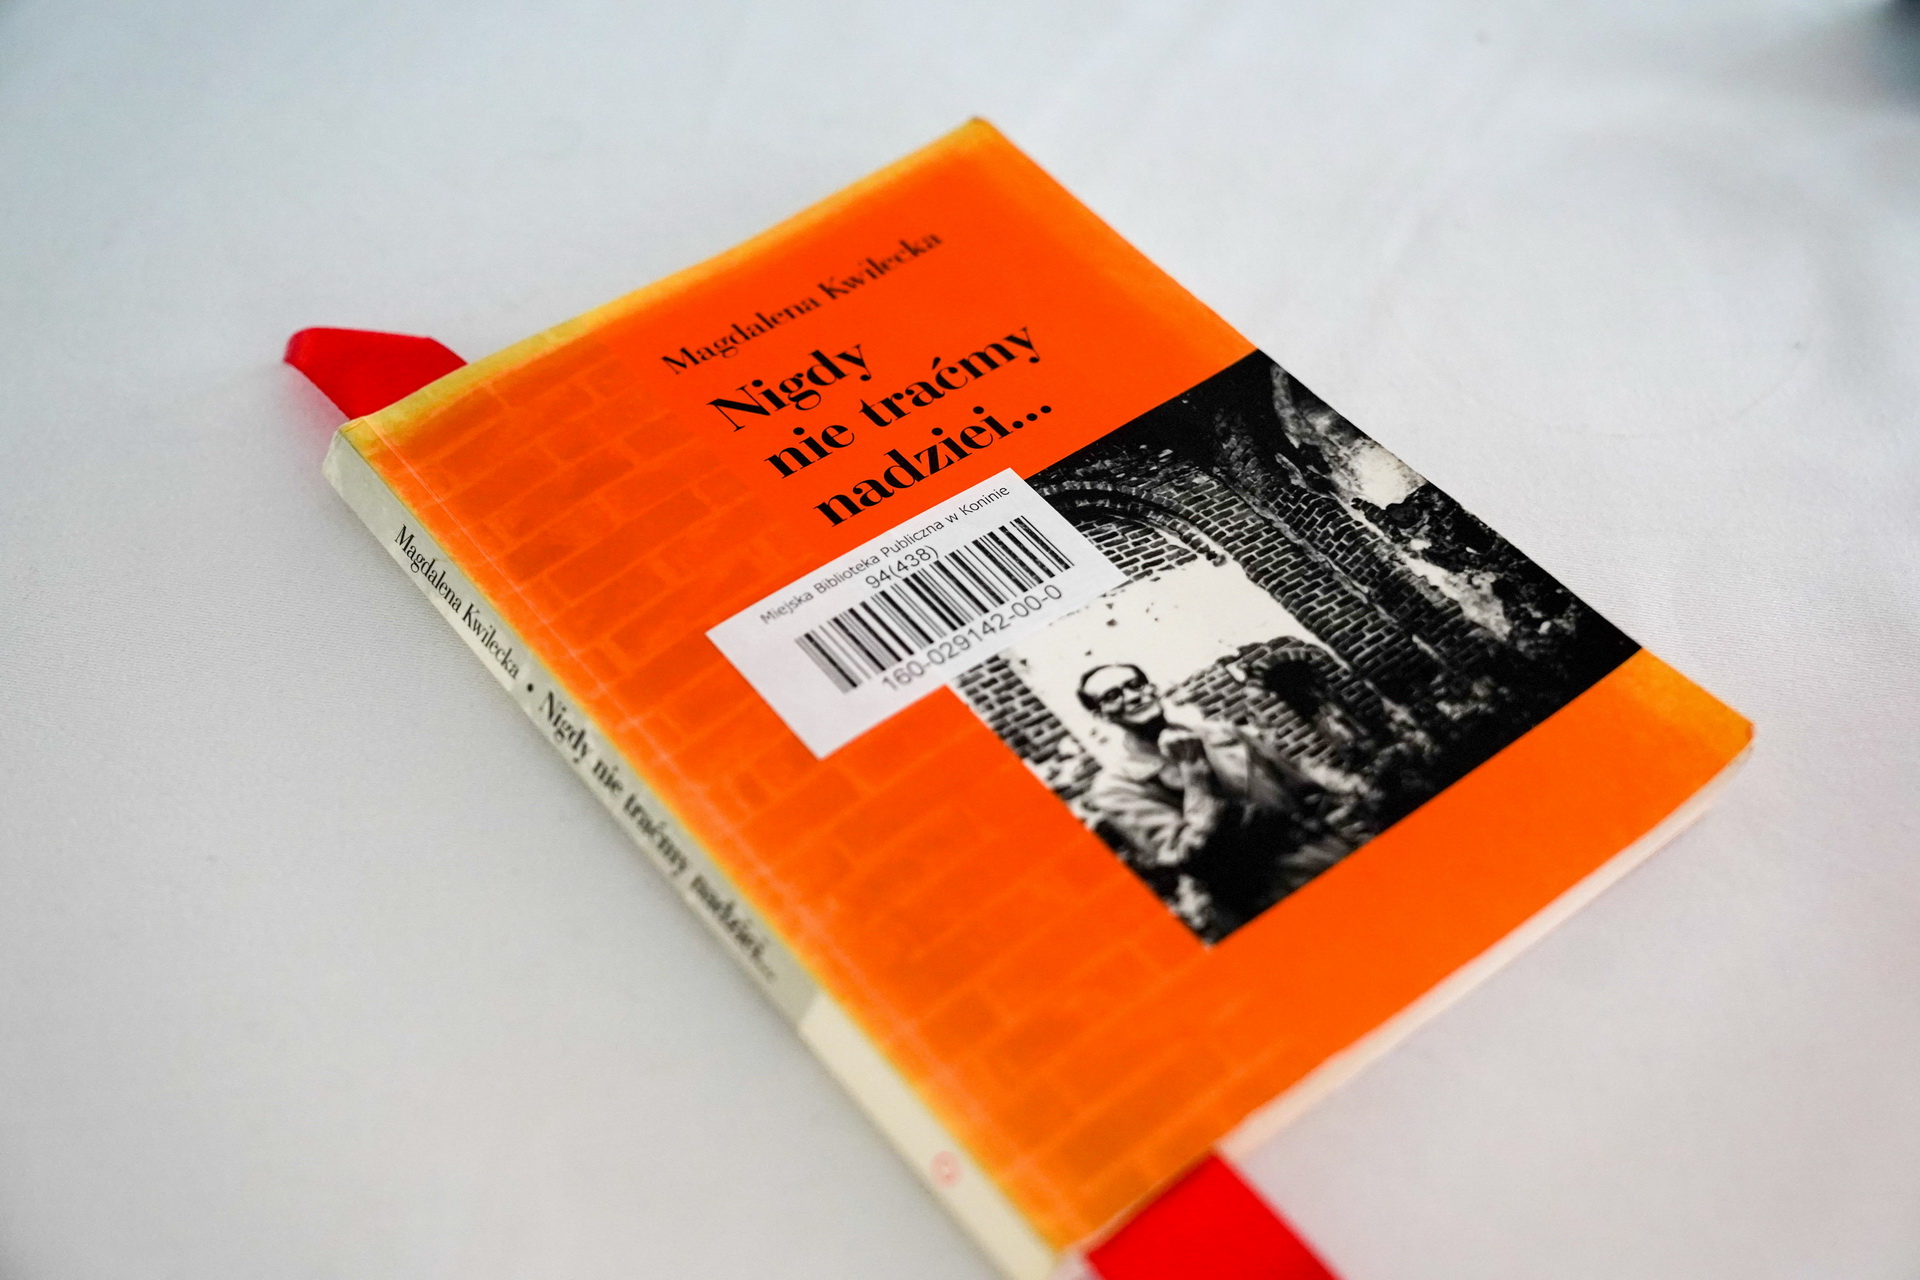 Magdalena Kwilecka
Nigdy
nie traćmy
nadziei...
Miejska Biblioteka Publiczna w Koninie
94(438)
160-029142-00-0
Magdalena Kwilecka • Nigdy nie traćmy nadziei...